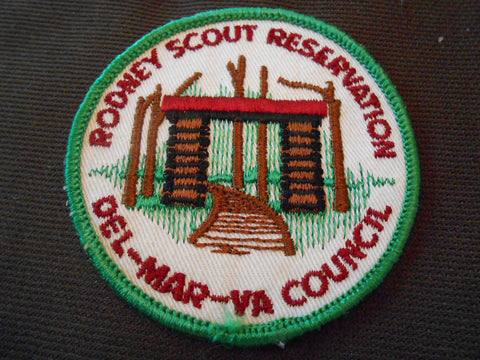 RODNEY SCOUT RESERVATION
DEL-MAR-VA COUNCIL